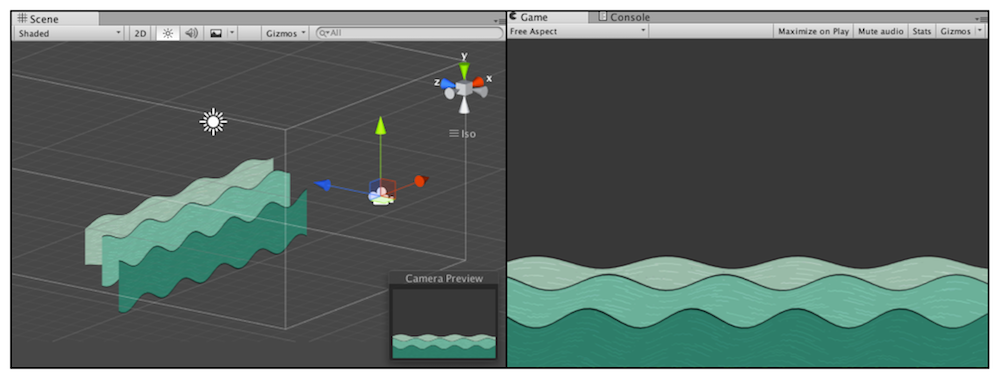 Scene
Shaded 2D Gizmos All
y
z x
Iso
Camera Preview
Game Console
Free Aspect Maximize on Play Mute audio Stats Gizmos